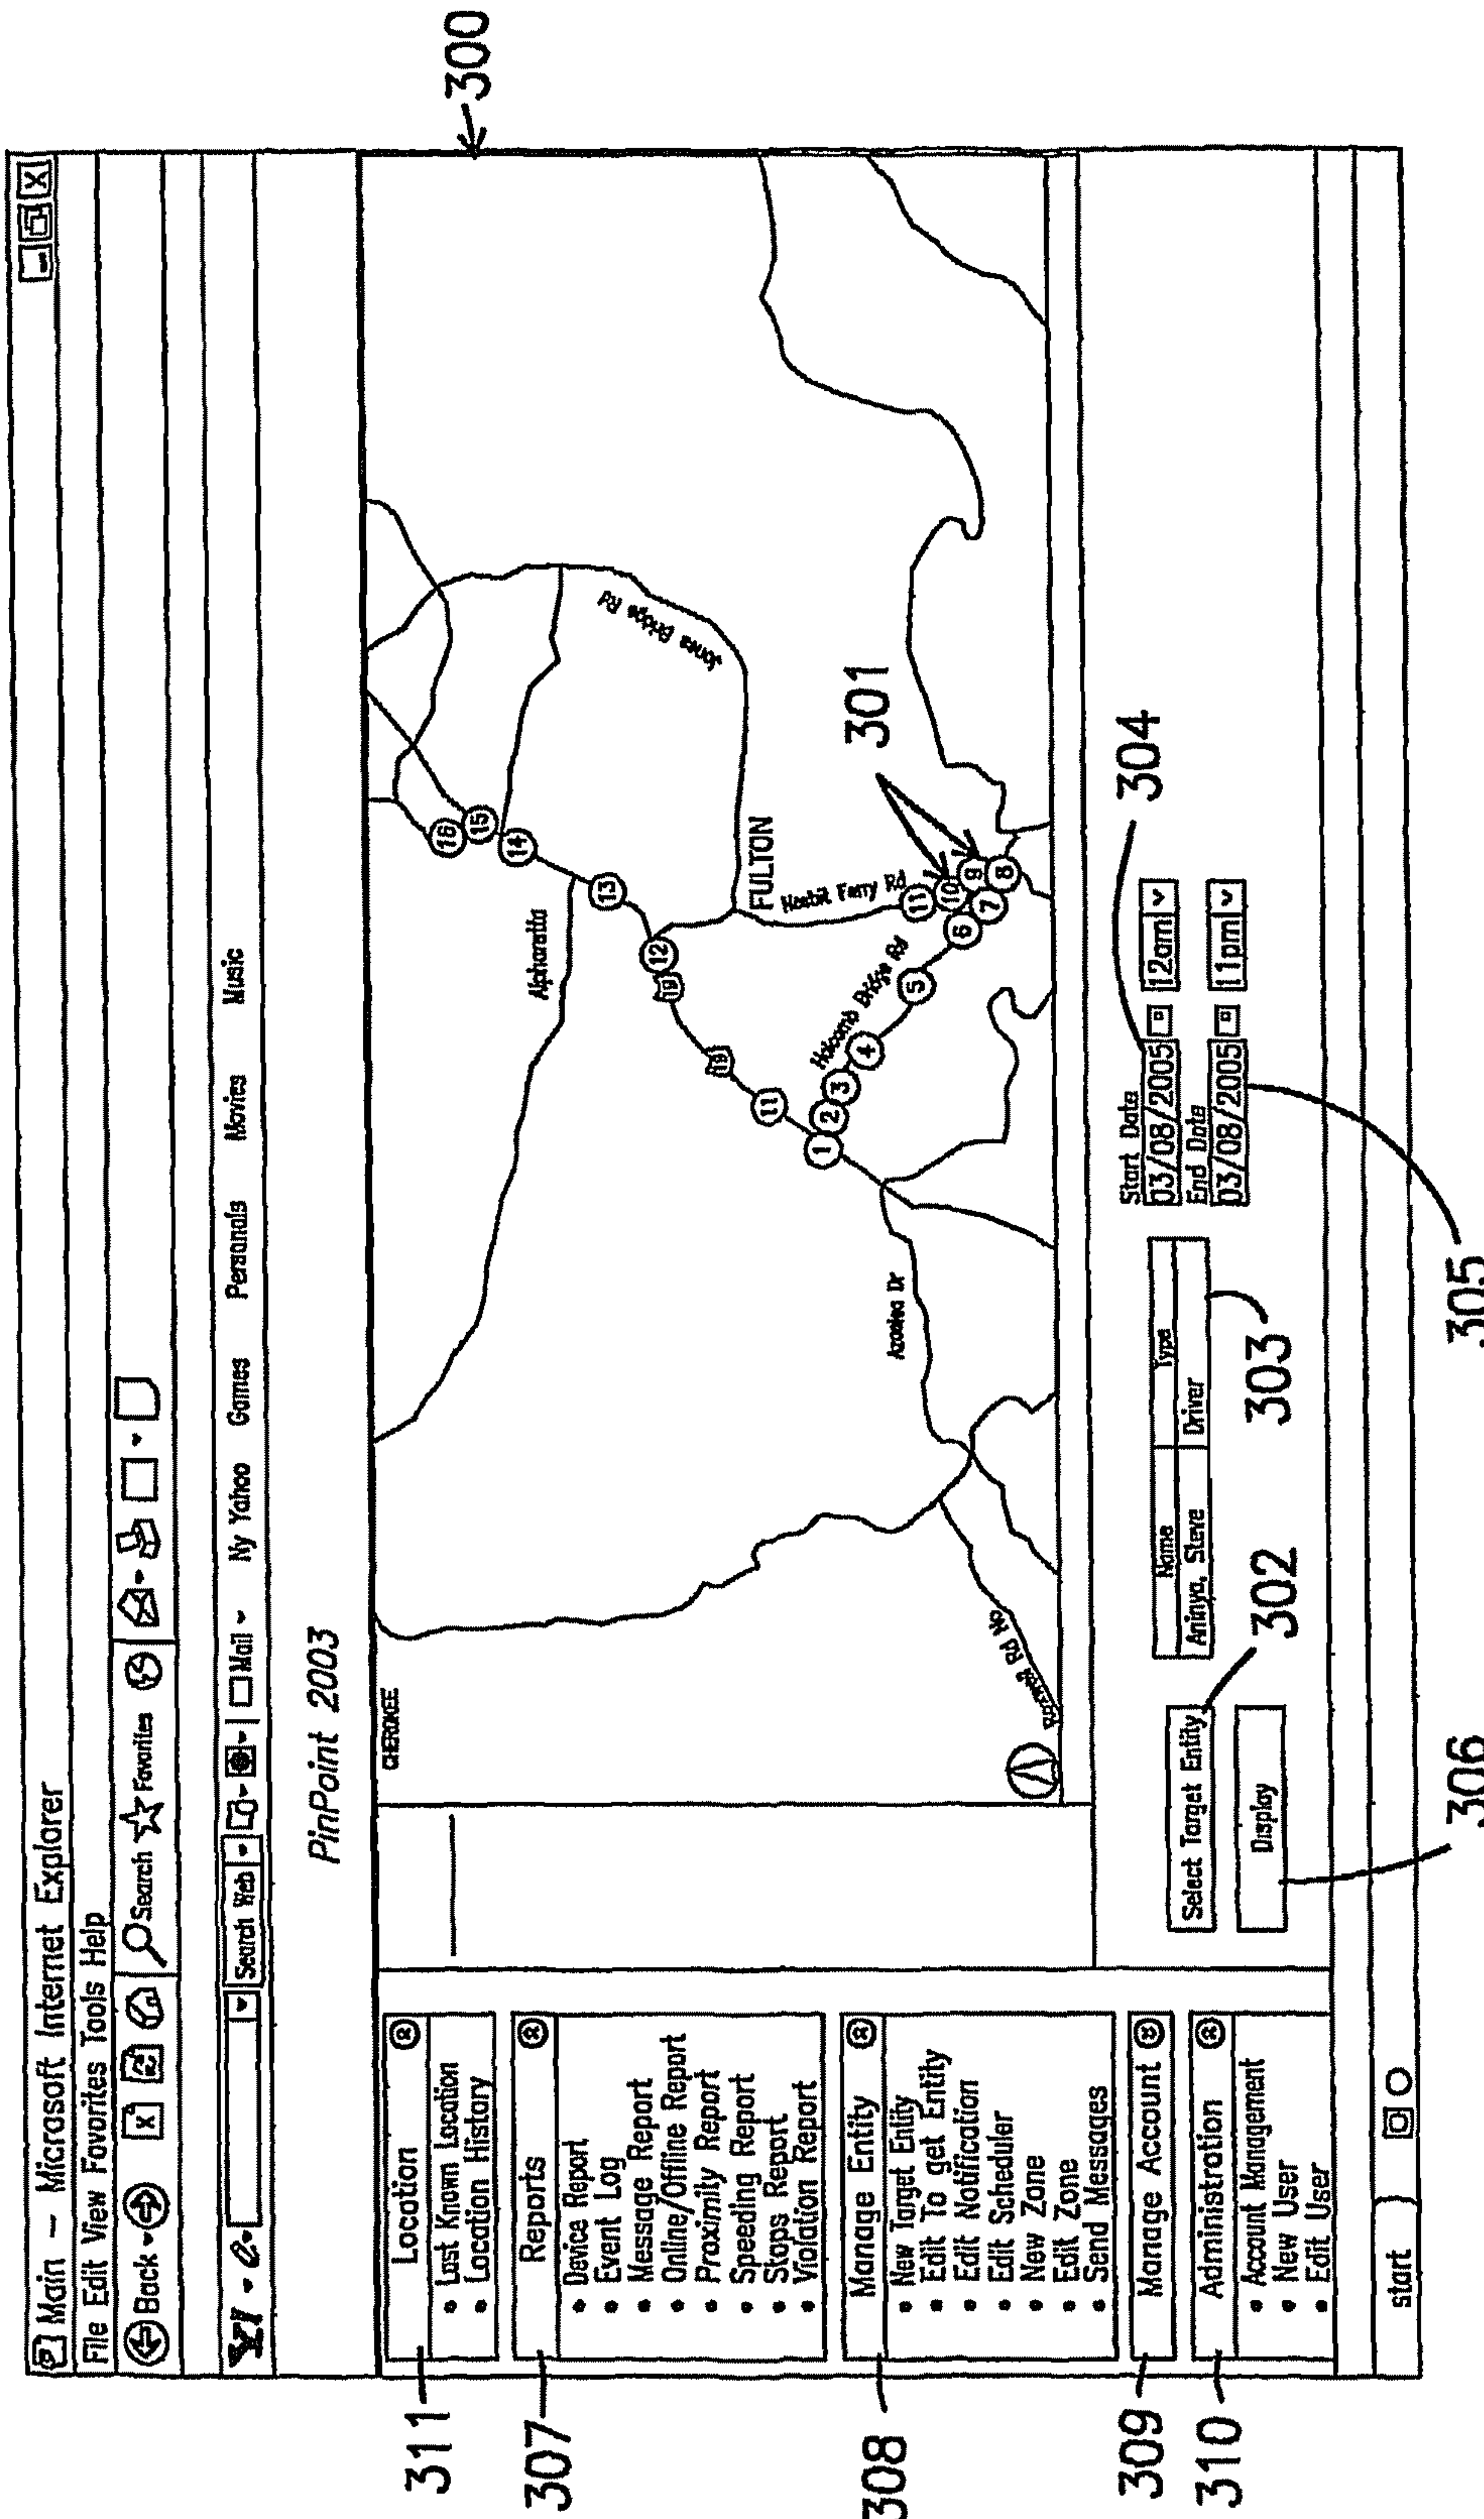 Main – Microsoft Internet Explorer
File Edit View Favorites Tools Help
Back
Search Favorites
Y!
Search Web
Mail
Ny Yahoo Games Personals Movies Music
PinPoint 2003
300
311
Location
• Last Known Location
• Location History
307
Reports
• Device Report
• Event Log
• Message Report
• Online/Offline Report
• Proximity Report
• Speeding Report
• Stops Report
• Violation Report
308
Manage Entity
• New Target Entity
• Edit To get Entity
• Edit Notification
• Edit Scheduler
• New Zone
• Edit Zone
• Send Messages
309
Manage Account
310
Administration
• Account Management
• New User
• Edit User
CHEROKEE
Alpharatta
Jones Bridge Rd
FULTON
Holcomb Bridge Rd
16
15
14
13
12
19
11
1
2
3
4
5
6
7
8
9
10
11
301
Select Target Entity
302
Display
306
Name Type
Aninya, Steve Driver
303
Start Date
03/08/2005 12am
304
End Date
03/08/2005 11pm
305
start